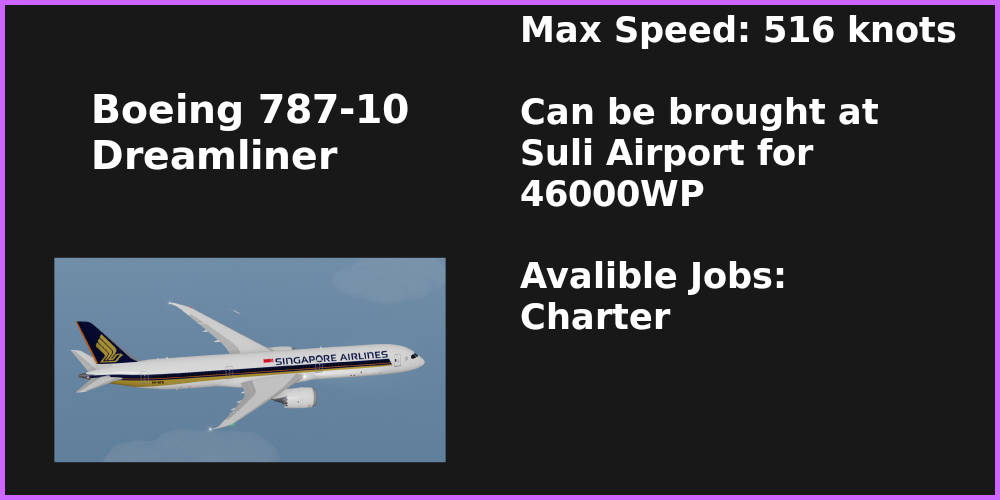 Boeing 787-10
Dreamliner
SINGAPORE AIRLINES
Max Speed: 516 knots
Can be brought at
Suli Airport for
46000WP
Avalible Jobs:
Charter